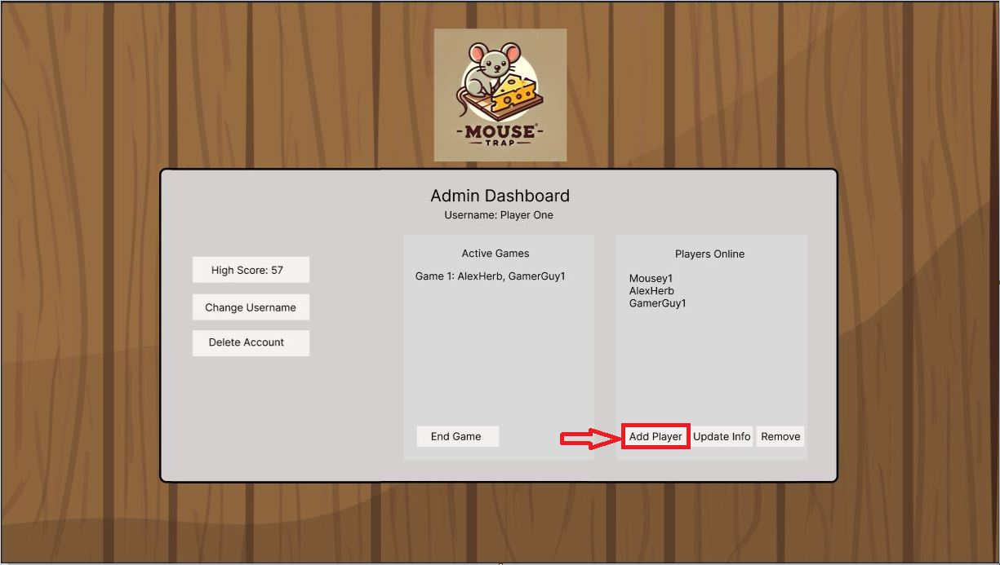 -MOUSE-
TRAP
Admin Dashboard
Username: Player One
High Score: 57
Change Username
Delete Account
Active Games
Game 1: AlexHerb, GamerGuy1
End Game
Players Online
Mousey1
AlexHerb
GamerGuy1
Add Player
Update Info
Remove